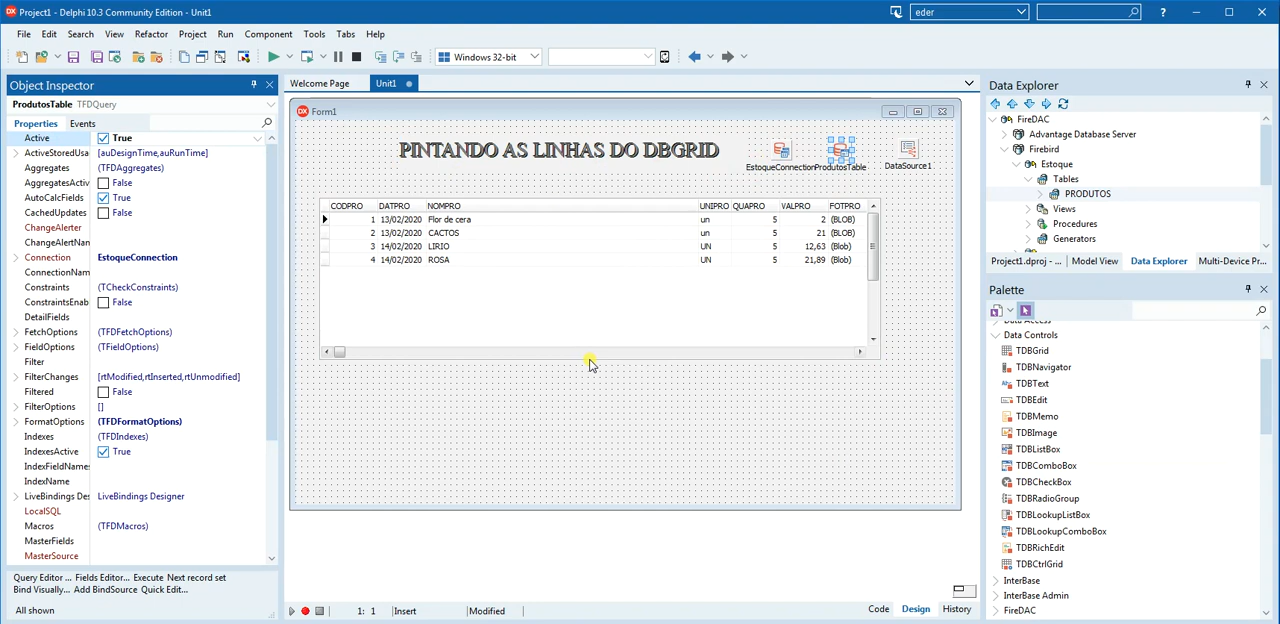 Project1 - Delphi 10.3 Community Edition - Unit1
eder
?
File Edit Search View Refactor Project Run Component Tools Tabs Help
Windows 32-bit
Object Inspector
ProdutosTable TFDQuery
Properties Events
Active True
ActiveStoredUsa [auDesignTime,auRunTime]
Aggregates (TFDAggregates)
AggregatesActiv False
AutoCalcFields True
CachedUpdates False
ChangeAlerter
ChangeAlertNam
Connection EstoqueConnection
ConnectionNam
Constraints (TCheckConstraints)
ConstraintsEnab False
DetailFields
FetchOptions (TFDFetchOptions)
FieldOptions (TFieldOptions)
Filter
FilterChanges [rtModified,rtInserted,rtUnmodified]
Filtered False
FilterOptions []
FormatOptions (TFDFormatOptions)
Indexes (TFDIndexes)
IndexesActive True
IndexFieldNames
IndexName
LiveBindings Des LiveBindings Designer
LocalSQL
Macros (TFDMacros)
MasterFields
MasterSource
Query Editor ... Fields Editor... Execute Next record set
Bind Visually... Add BindSource Quick Edit...
All shown
Welcome Page Unit1
Form1
PINTANDO AS LINHAS DO DBGRID
EstoqueConnection ProdutosTable DataSource1
CODPRO DATPRO NOMPRO UNIPRO QUAPRO VALPRO FOTPRO
1 13/02/2020 Flor de cera un 5 2 (BLOB)
2 13/02/2020 CACTOS un 5 21 (BLOB)
3 14/02/2020 LIRIO UN 5 12,63 (Blob)
4 14/02/2020 ROSA UN 5 21,89 (Blob)
1: 1 Insert Modified
Code Design History
Data Explorer
FireDAC
Advantage Database Server
Firebird
Estoque
Tables
PRODUTOS
Views
Procedures
Generators
Project1.dproj - ... Model View Data Explorer Multi-Device Pr...
Palette
Data Access
Data Controls
TDBGrid
TDBNavigator
TDBText
TDBEdit
TDBMemo
TDBImage
TDBListBox
TDBComboBox
TDBCheckBox
TDBRadioGroup
TDBLookupListBox
TDBLookupComboBox
TDBRichEdit
TDBCtrlGrid
InterBase
InterBase Admin
FireDAC